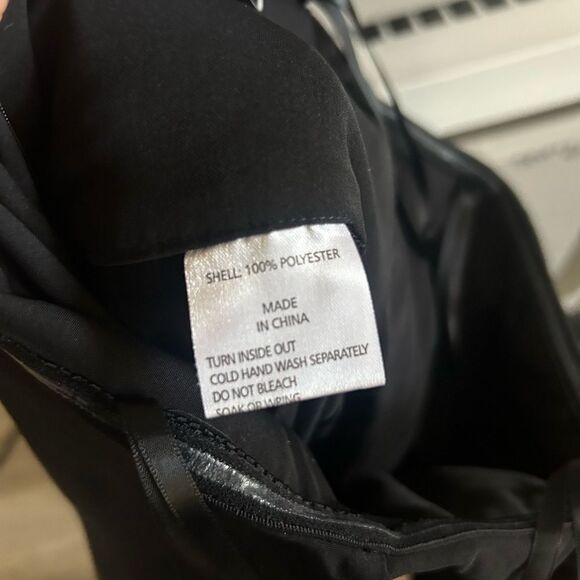 SHELL: 100% POLYESTER
MADE
IN CHINA
TURN INSIDE OUT
COLD HAND WASH SEPARATELY
DO NOT BLEACH
SOAK OR WRING